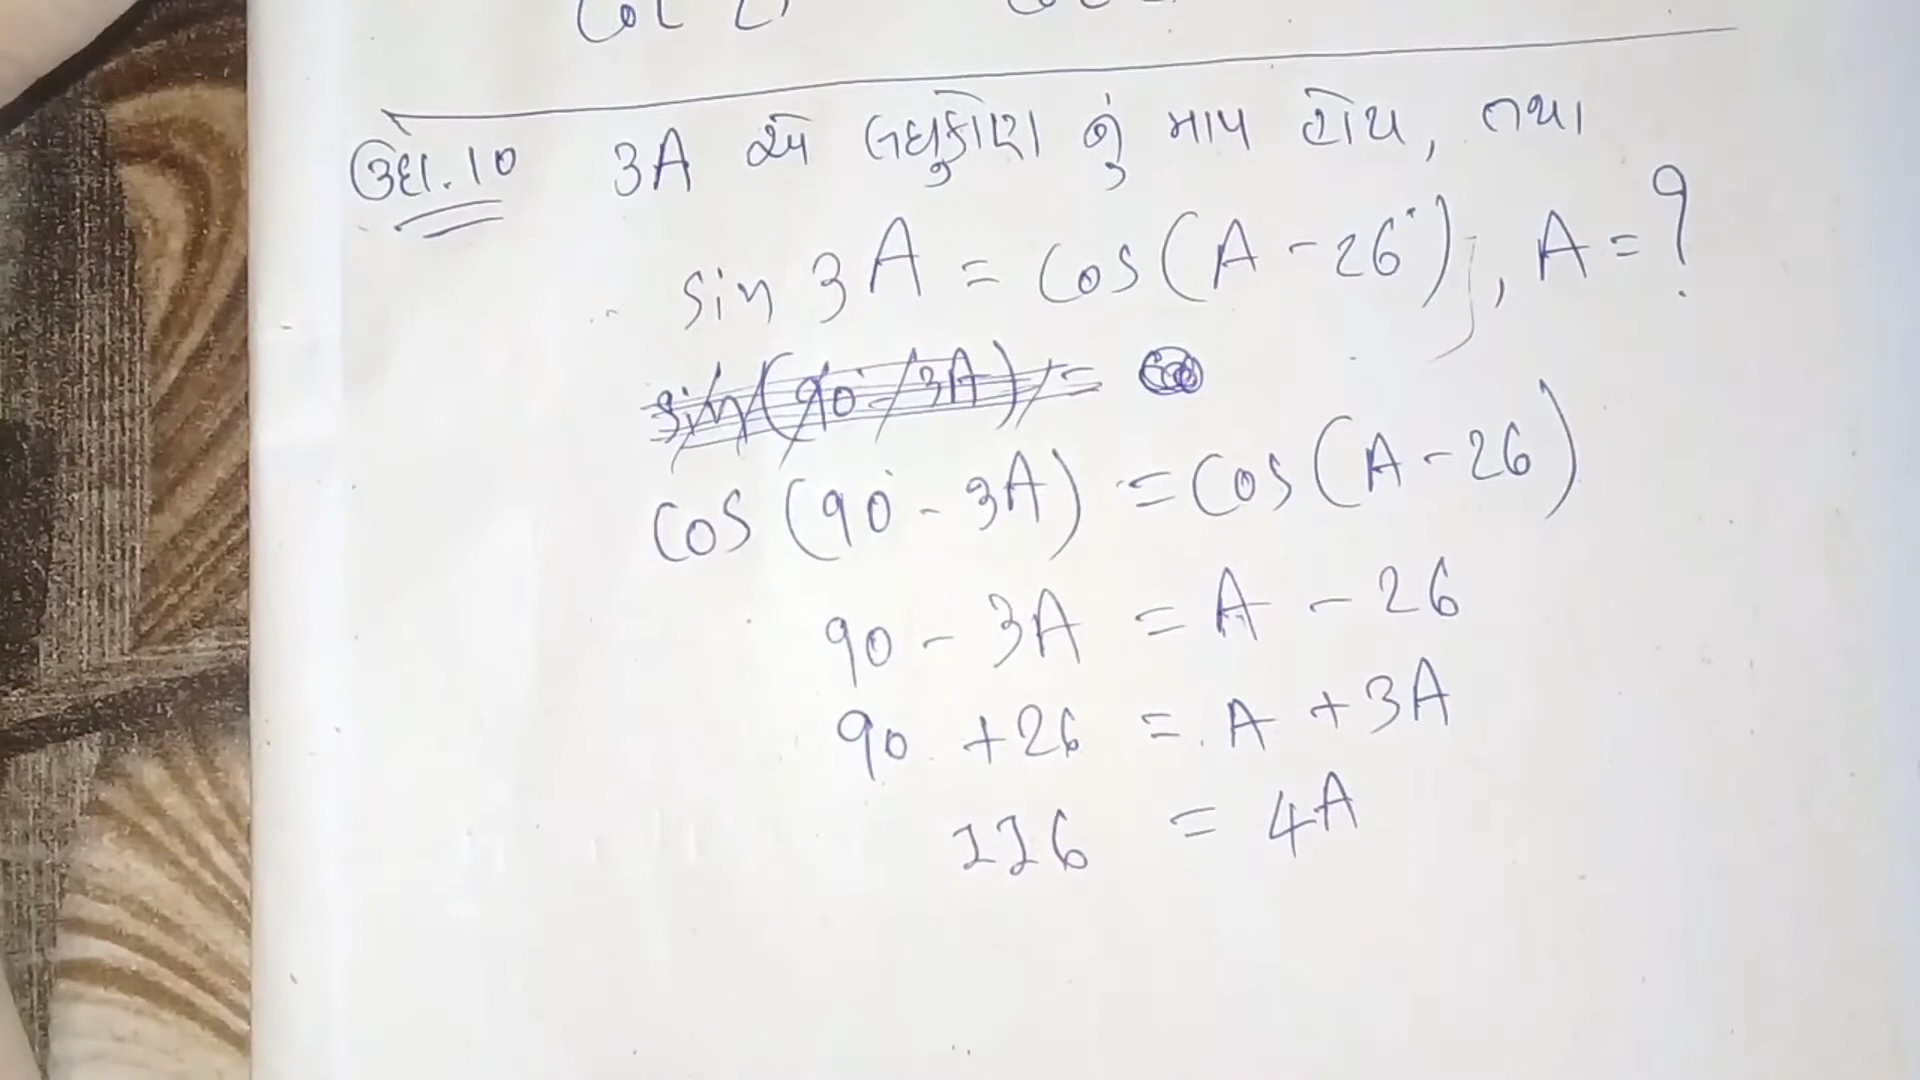 ઉદા.10 3A એ લઘુકોણ નું માપ હોય, તથા
sin 3A = cos(A - 26°), A = ?
cos (90 - 3A) = cos (A - 26)
90 - 3A = A - 26
90 + 26 = A + 3A
116 = 4A